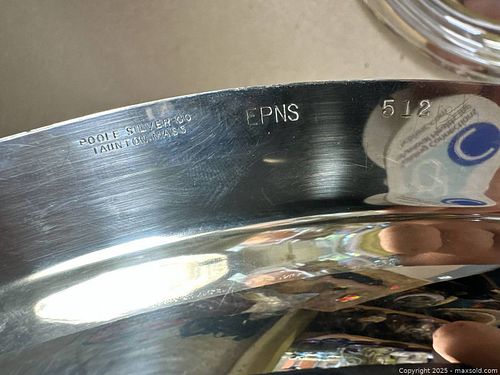 POOLE SILVER CO
TAUNTON, MASS
EPNS
512
Copyright 2025 - maxsold.com